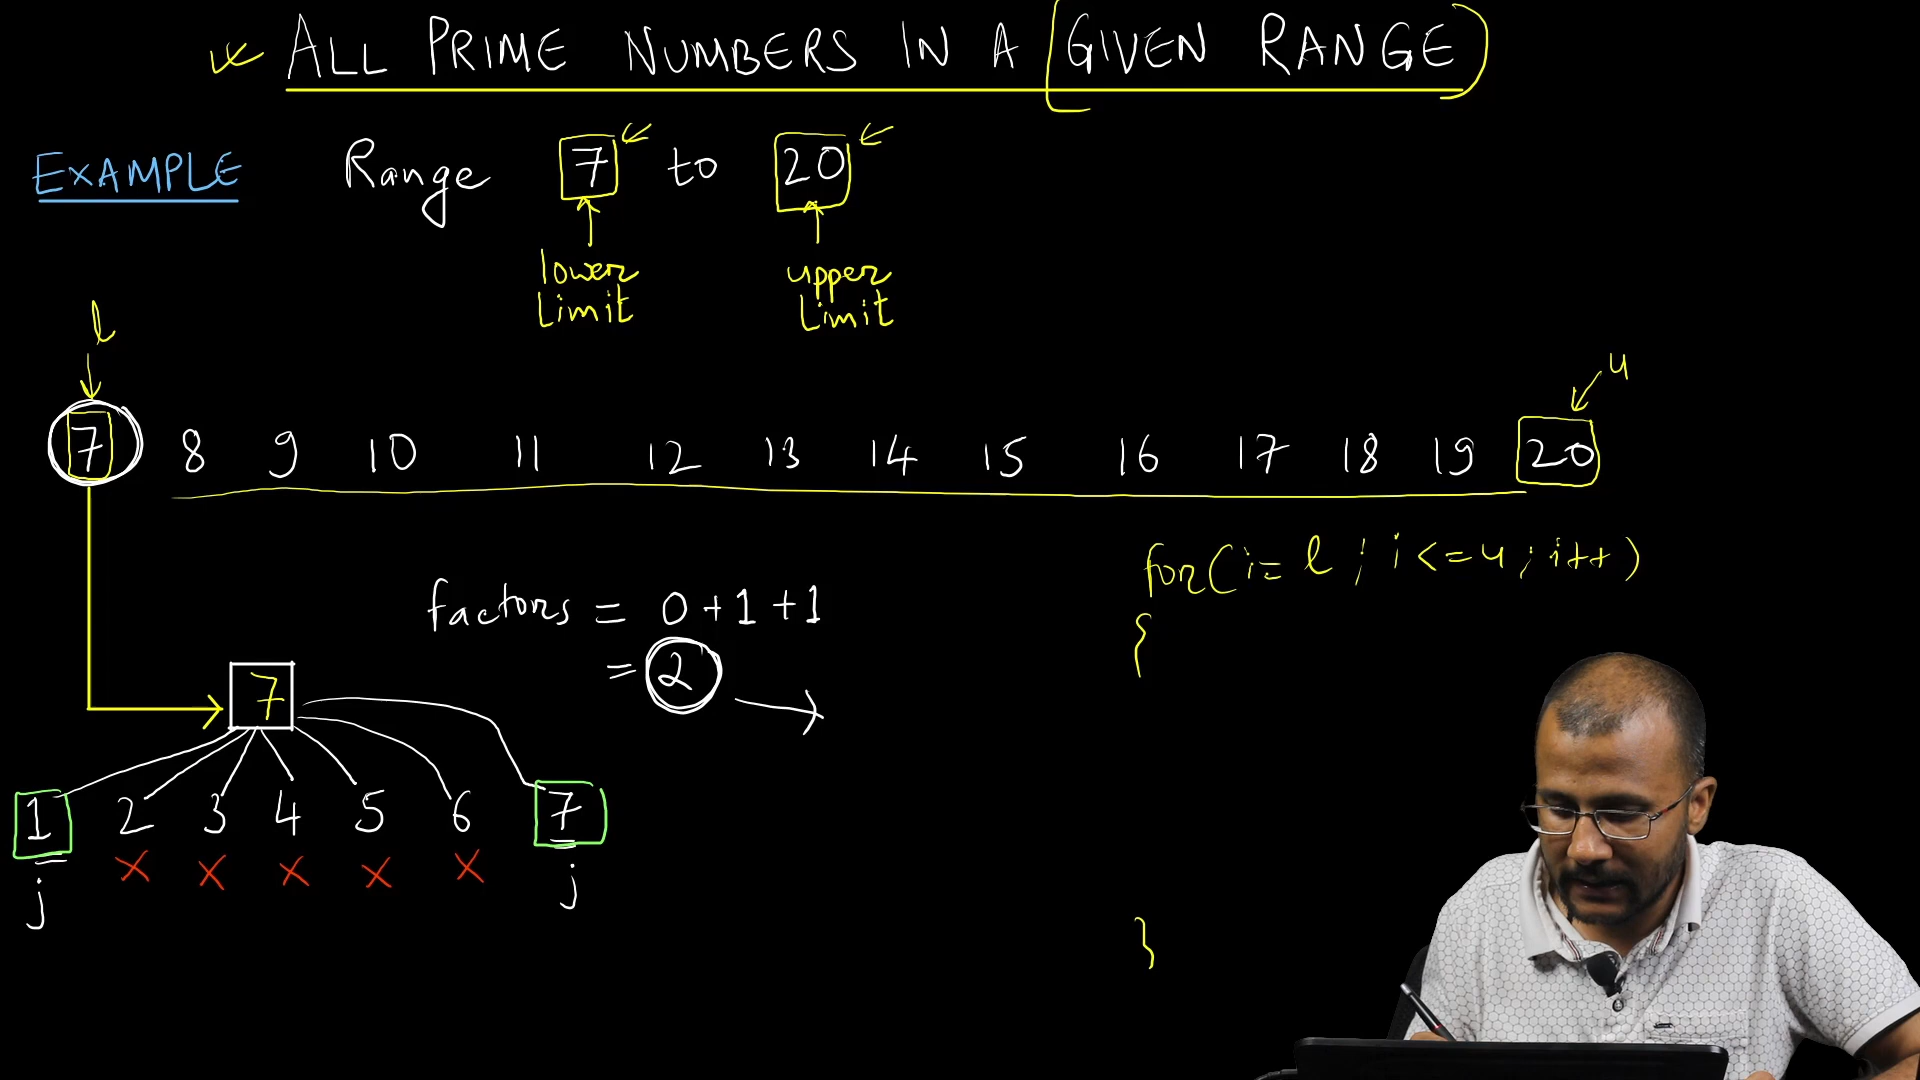 ALL PRIME NUMBERS IN A (GIVEN RANGE)
EXAMPLE Range 7 to 20
lower Limit
upper Limit
l
u
7 8 9 10 11 12 13 14 15 16 17 18 19 20
for(i= l ; i <= u ; i++)
{
factors = 0+1+1
= 2
7
1 2 3 4 5 6 7
x x x x x
j j
}